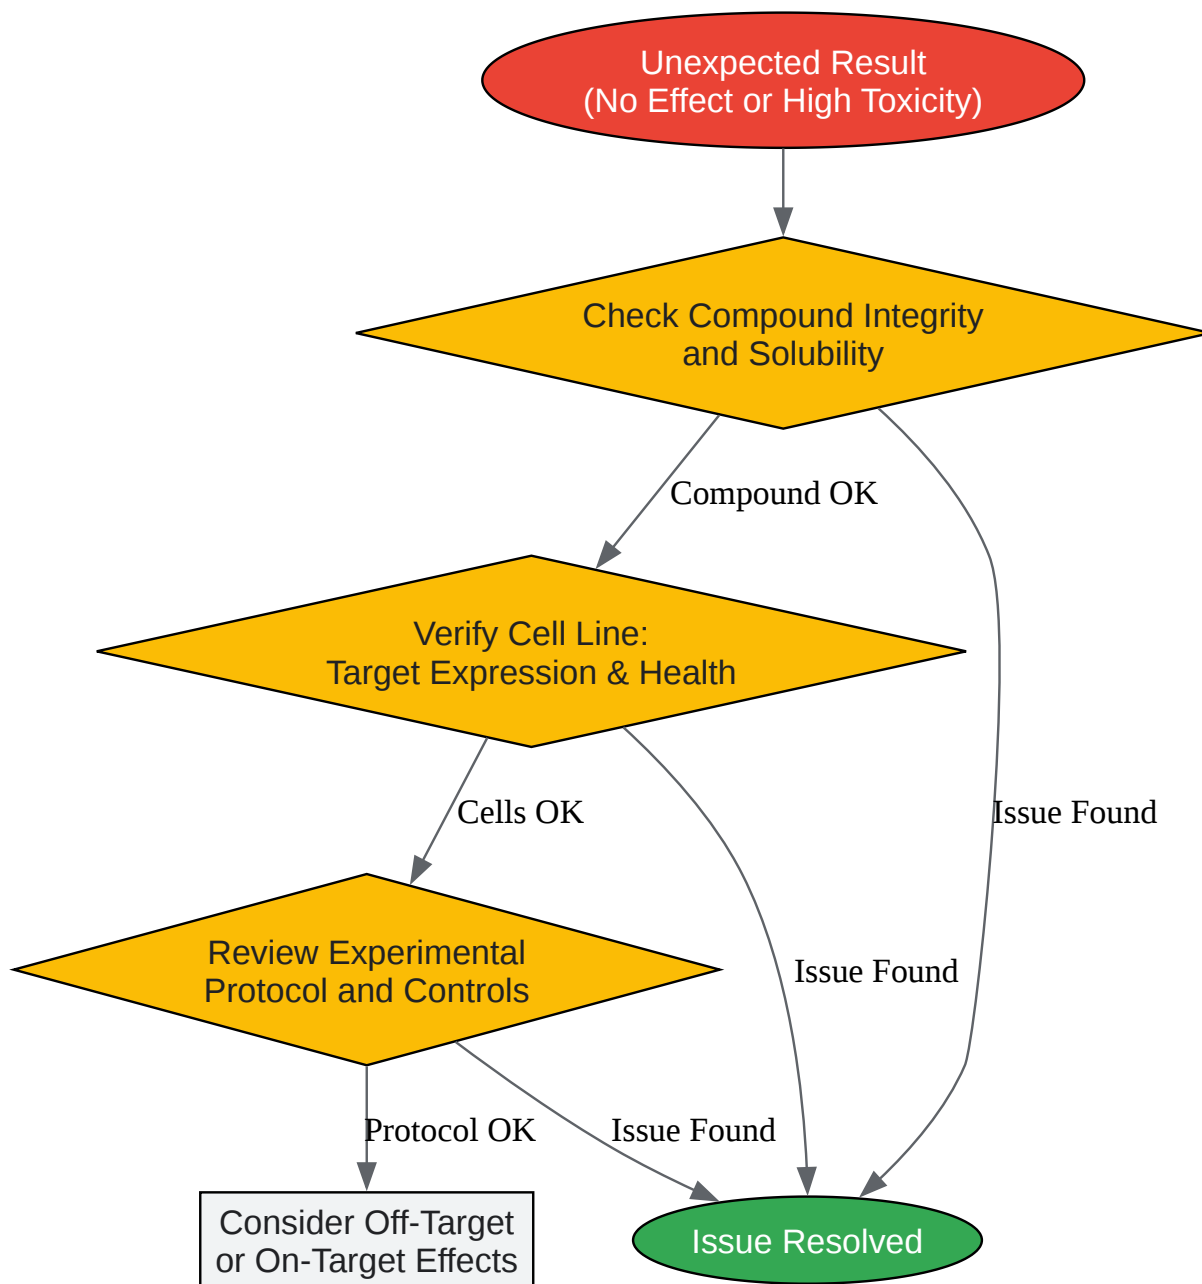 Unexpected Result
(No Effect or High Toxicity)
Check Compound Integrity
and Solubility
Compound OK
Verify Cell Line:
Target Expression & Health
Cells OK
Issue Found
Review Experimental
Protocol and Controls
Issue Found
Protocol OK
Issue Found
Consider Off-Target
or On-Target Effects
Issue Resolved